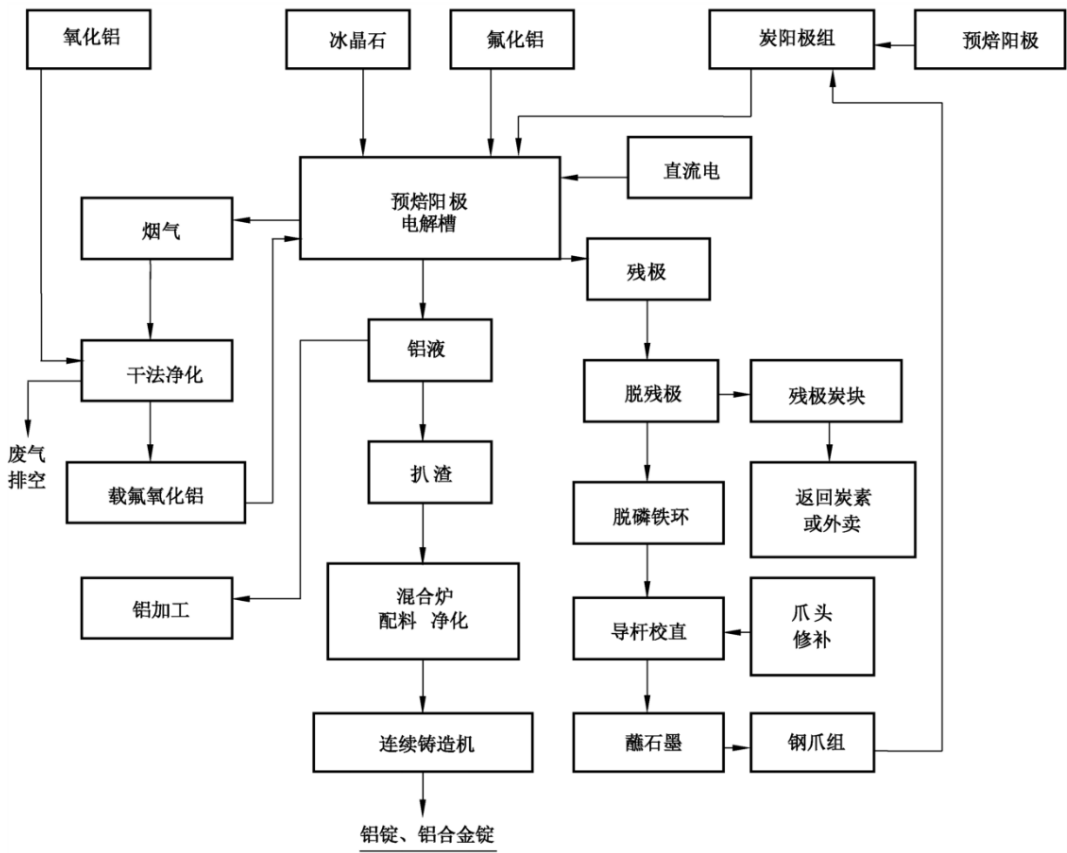 氧化铝
冰晶石
氟化铝
炭阳极组
预焙阳极
直流电
预焙阳极
电解槽
烟气
残极
铝液
干法净化
脱残极
残极炭块
废气
排空
扒渣
载氟氧化铝
脱磷铁环
返回炭素
或外卖
铝加工
混合炉
配料 净化
导杆校直
爪头
修补
连续铸造机
蘸石墨
钢爪组
铝锭、铝合金锭